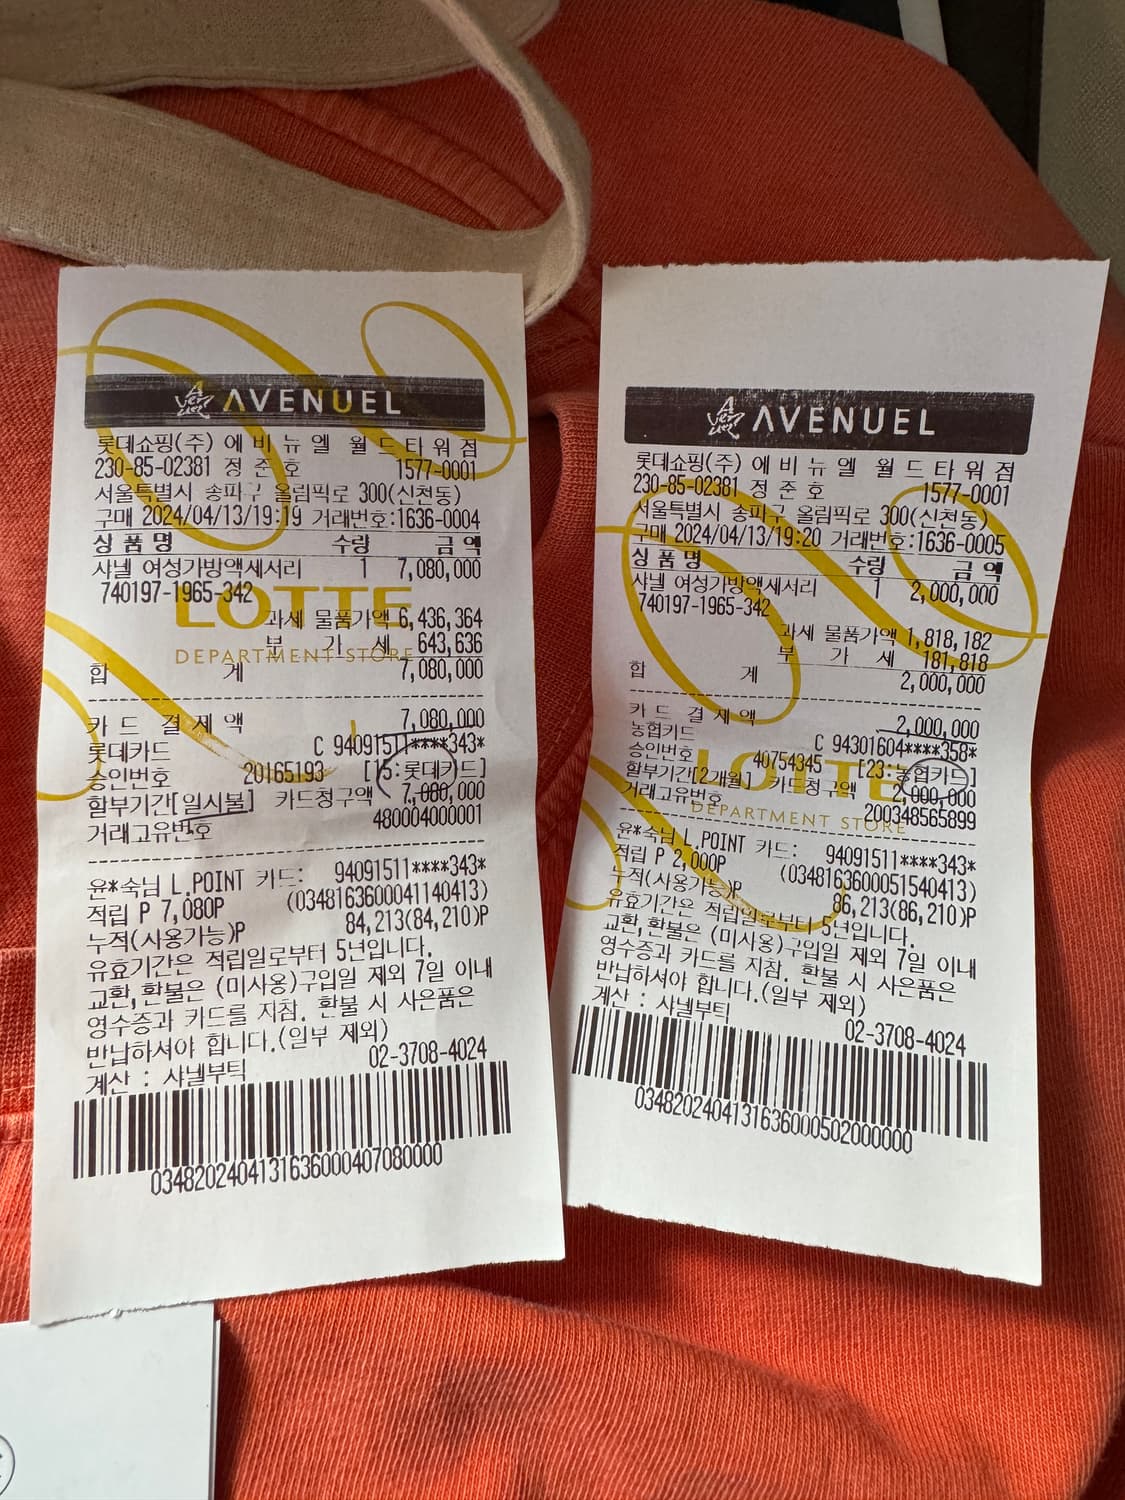 AVENUEL
롯데쇼핑(주) 에 비 뉴 엘 월 드 타 워 점
230-85-02381 정 준 호 1577-0001
서울특별시 송파구 올림픽로 300(신천동)
구매 2024/04/13/19:19 거래번호:1636-0004
상 품 명 수량 금 액
샤넬 여성가방액세서리 1 7,080,000
740197-1965-342
LOTTE
과세 물품가액 6,436,364
부 가 세 643,636
DEPARTMENT STORE
합 계 7,080,000
카 드 결 제 액 7,080,000
롯데카드 C 94091511****343*
승인번호 20165193 [15:롯데카드]
할부기간[일시불] 카드청구액 7,080,000
거래고유번호 480004000001
윤*숙님 L.POINT 카드: 94091511****343*
적립 P 7,080P (0348163600041140413)
누적(사용가능)P 84,213(84,210)P
유효기간은 적립일로부터 5년입니다.
교환,환불은 (미사용)구입일 제외 7일 이내
영수증과 카드를 지참. 환불 시 사은품은
반납하셔야 합니다.(일부 제외)
계산 : 샤넬부틱 02-3708-4024
0348202404131636000407080000
AVENUEL
롯데쇼핑(주) 에 비 뉴 엘 월 드 타 워 점
230-85-02381 정 준 호 1577-0001
서울특별시 송파구 올림픽로 300(신천동)
구매 2024/04/13/19:20 거래번호:1636-0005
상 품 명 수량 금 액
샤넬 여성가방액세서리 1 2,000,000
740197-1965-342
과세 물품가액 1,818,182
부 가 세 181,818
합 계 2,000,000
카 드 결 제 액 2,000,000
농협카드 C 94301604****358*
승인번호 40754345 [23:농협카드]
LOTTE
할부기간[2개월] 카드청구액 2,000,000
거래고유번호 200348565899
DEPARTMENT STORE
윤*숙님 L.POINT 카드: 94091511****343*
적립 P 2,000P (0348163600051540413)
누적(사용가능)P 86,213(86,210)P
유효기간은 적립일로부터 5년입니다.
교환,환불은 (미사용)구입일 제외 7일 이내
영수증과 카드를 지참. 환불 시 사은품은
반납하셔야 합니다.(일부 제외)
계산 : 샤넬부틱 02-3708-4024
0348202404131636000502000000